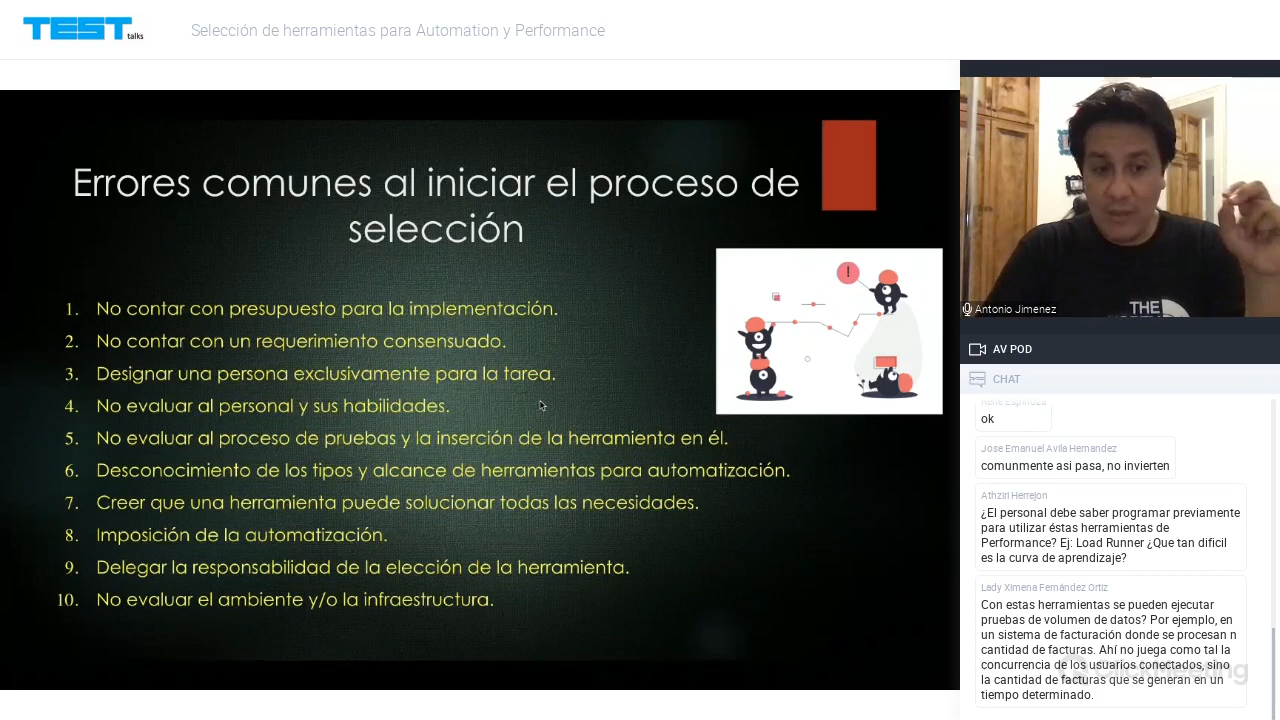 TEST talks
Selección de herramientas para Automation y Performance
Errores comunes al iniciar el proceso de
selección
1. No contar con presupuesto para la implementación.
2. No contar con un requerimiento consensuado.
3. Designar una persona exclusivamente para la tarea.
4. No evaluar al personal y sus habilidades.
5. No evaluar al proceso de pruebas y la inserción de la herramienta en él.
6. Desconocimiento de los tipos y alcance de herramientas para automatización.
7. Creer que una herramienta puede solucionar todas las necesidades.
8. Imposición de la automatización.
9. Delegar la responsabilidad de la elección de la herramienta.
10. No evaluar el ambiente y/o la infraestructura.
!
THE
Antonio Jimenez
AV POD
CHAT
ok
Jose Emanuel Avila Hernandez
comunmente asi pasa, no invierten
Athziri Herrejon
¿El personal debe saber programar previamente
para utilizar éstas herramientas de
Performance? Ej: Load Runner ¿Que tan dificil
es la curva de aprendizaje?
Lady Ximena Fernández Ortiz
Con estas herramientas se pueden ejecutar
pruebas de volumen de datos? Por ejemplo, en
un sistema de facturación donde se procesan n
cantidad de facturas. Ahí no juega como tal la
concurrencia de los usuarios conectados, sino
la cantidad de facturas que se generan en un
tiempo determinado.
ClickMeeting